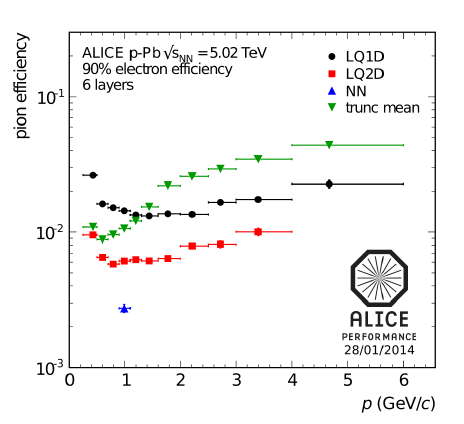 ALICE p-Pb √sNN = 5.02 TeV
90% electron efficiency
6 layers
LQ1D
LQ2D
NN
trunc mean
pion efficiency
10-1
10-2
10-3
0 1 2 3 4 5 6
p (GeV/c)
ALICE
PERFORMANCE
28/01/2014